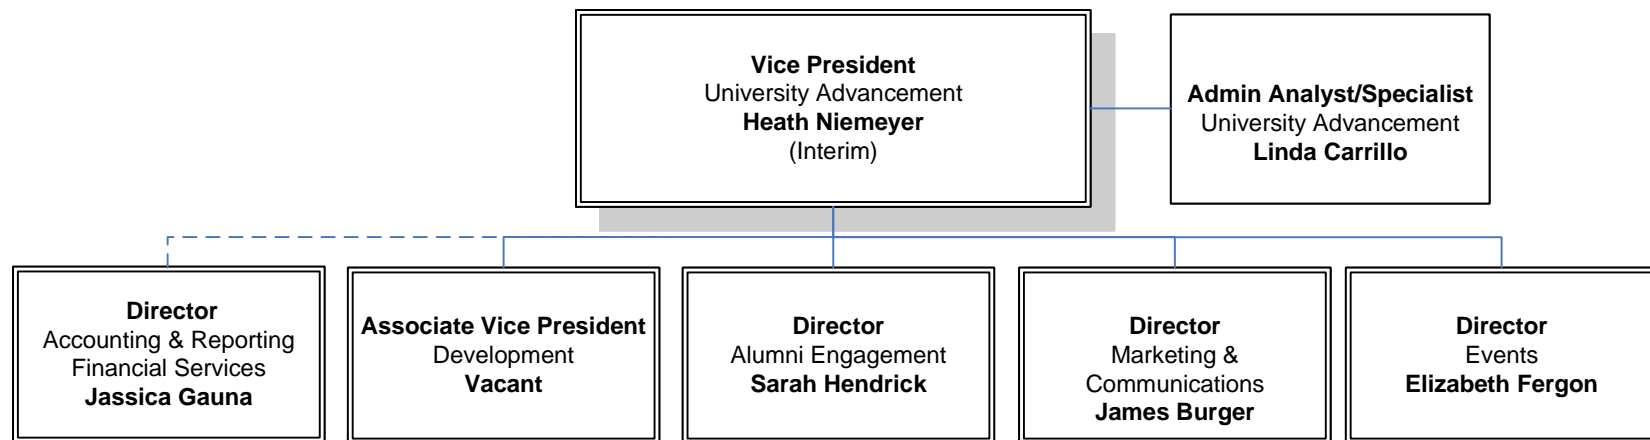 Vice President
University Advancement
Heath Niemeyer
(Interim)
Admin Analyst/Specialist
University Advancement
Linda Carrillo
Director
Accounting & Reporting
Financial Services
Jassica Gauna
Associate Vice President
Development
Vacant
Director
Alumni Engagement
Sarah Hendrick
Director
Marketing &
Communications
James Burger
Director
Events
Elizabeth Fergon